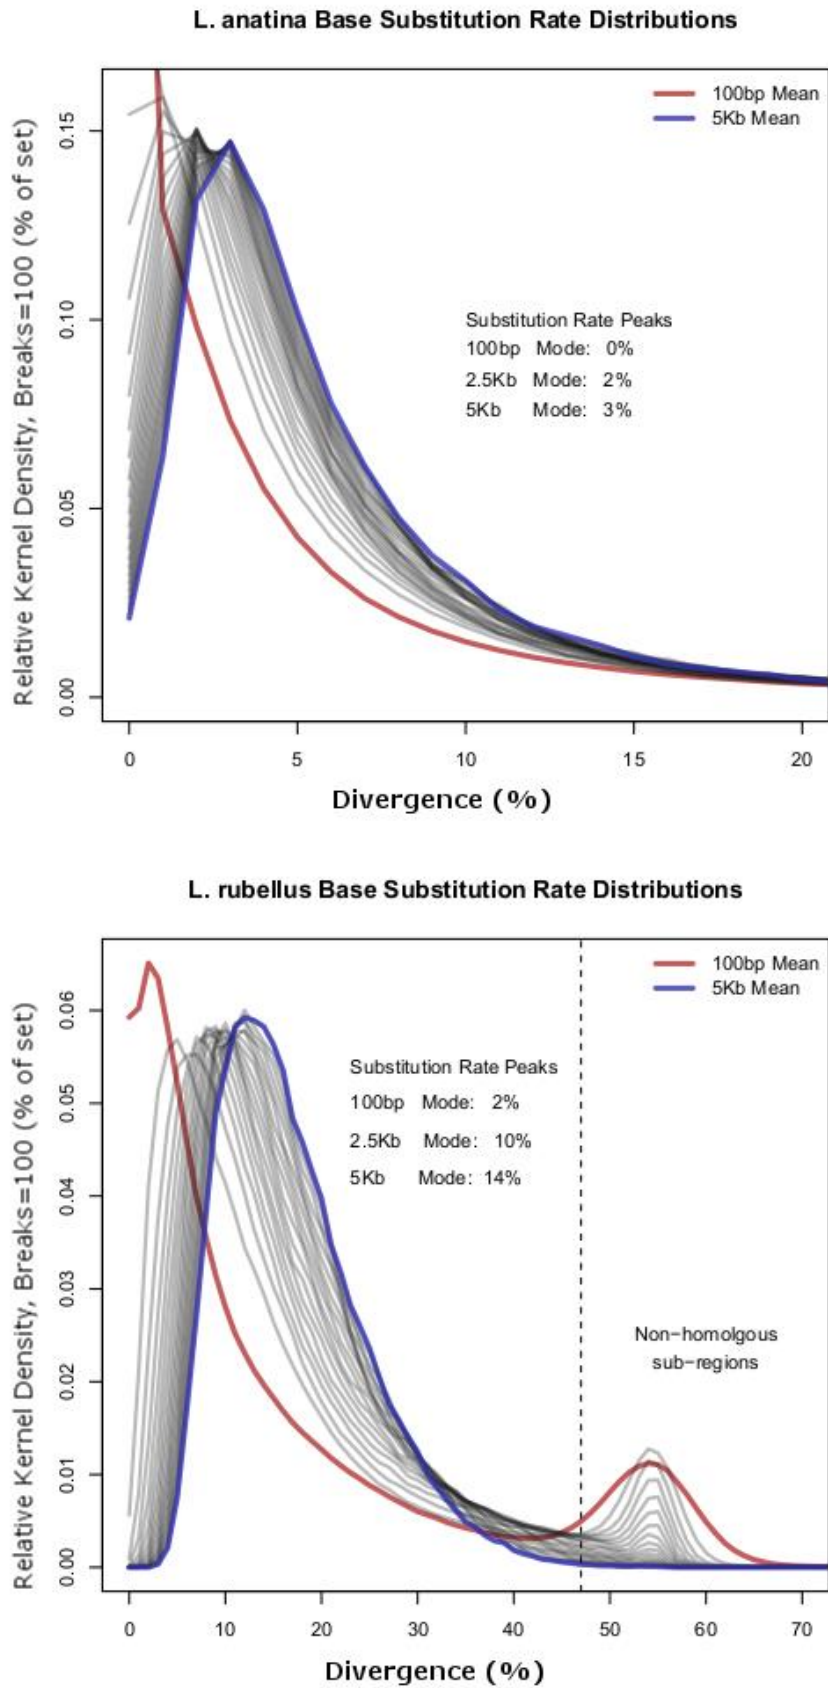 L. anatina Base Substitution Rate Distributions
100bp Mean
5Kb Mean
Relative Kernel Density, Breaks=100 (% of set)
0.15
0.10
0.05
0.00
Substitution Rate Peaks
100bp Mode: 0%
2.5Kb Mode: 2%
5Kb Mode: 3%
0 5 10 15 20
Divergence (%)
L. rubellus Base Substitution Rate Distributions
100bp Mean
5Kb Mean
Relative Kernel Density, Breaks=100 (% of set)
0.06
0.05
0.04
0.03
0.02
0.01
0.00
Substitution Rate Peaks
100bp Mode: 2%
2.5Kb Mode: 10%
5Kb Mode: 14%
Non−homolgous
sub−regions
0 10 20 30 40 50 60 70
Divergence (%)